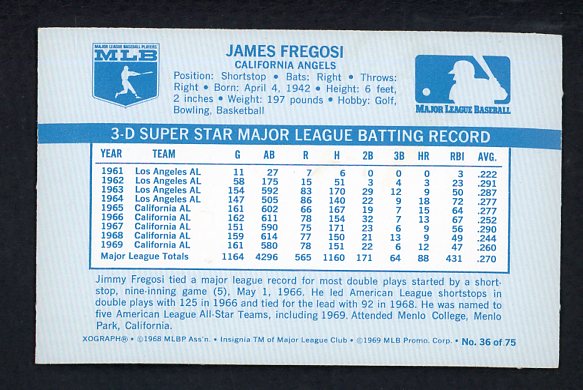 MAJOR LEAGUE BASEBALL PLAYERS
MLB
JAMES FREGOSI
CALIFORNIA ANGELS
Position: Shortstop • Bats: Right • Throws:
Right • Born: April 4, 1942 • Height: 6 feet,
2 inches • Weight: 197 pounds • Hobby: Golf,
Bowling, Basketball
MAJOR LEAGUE BASEBALL
3-D SUPER STAR MAJOR LEAGUE BATTING RECORD
YEAR TEAM G AB R H 2B 3B HR RBI AVG.
1961 Los Angeles AL 11 27 7 6 0 0 0 3 .222
1962 Los Angeles AL 58 175 15 51 3 4 3 23 .291
1963 Los Angeles AL 154 592 83 170 29 12 9 50 .287
1964 Los Angeles AL 147 505 86 140 22 9 18 72 .277
1965 California AL 161 602 66 167 19 7 15 64 .277
1966 California AL 162 611 78 154 32 7 13 67 .252
1967 California AL 151 590 75 171 23 6 9 56 .290
1968 California AL 159 614 77 150 21 13 9 49 .244
1969 California AL 161 580 78 151 22 6 12 47 .260
Major League Totals 1164 4296 565 1160 171 64 88 431 .270
Jimmy Fregosi tied a major league record for most double plays started by a short-
stop, nine-inning game (5), May 1, 1966. He led American League shortstops in
double plays with 125 in 1966 and tied for the lead with 92 in 1968. He was named to
five American League All-Star Teams, including 1969. Attended Menlo College, Menlo
Park, California.
XOGRAPH® • ©1968 MLBP Ass'n. • Insignia TM of Major League Club • ©1969 MLB Promo. Corp. • No. 36 of 75